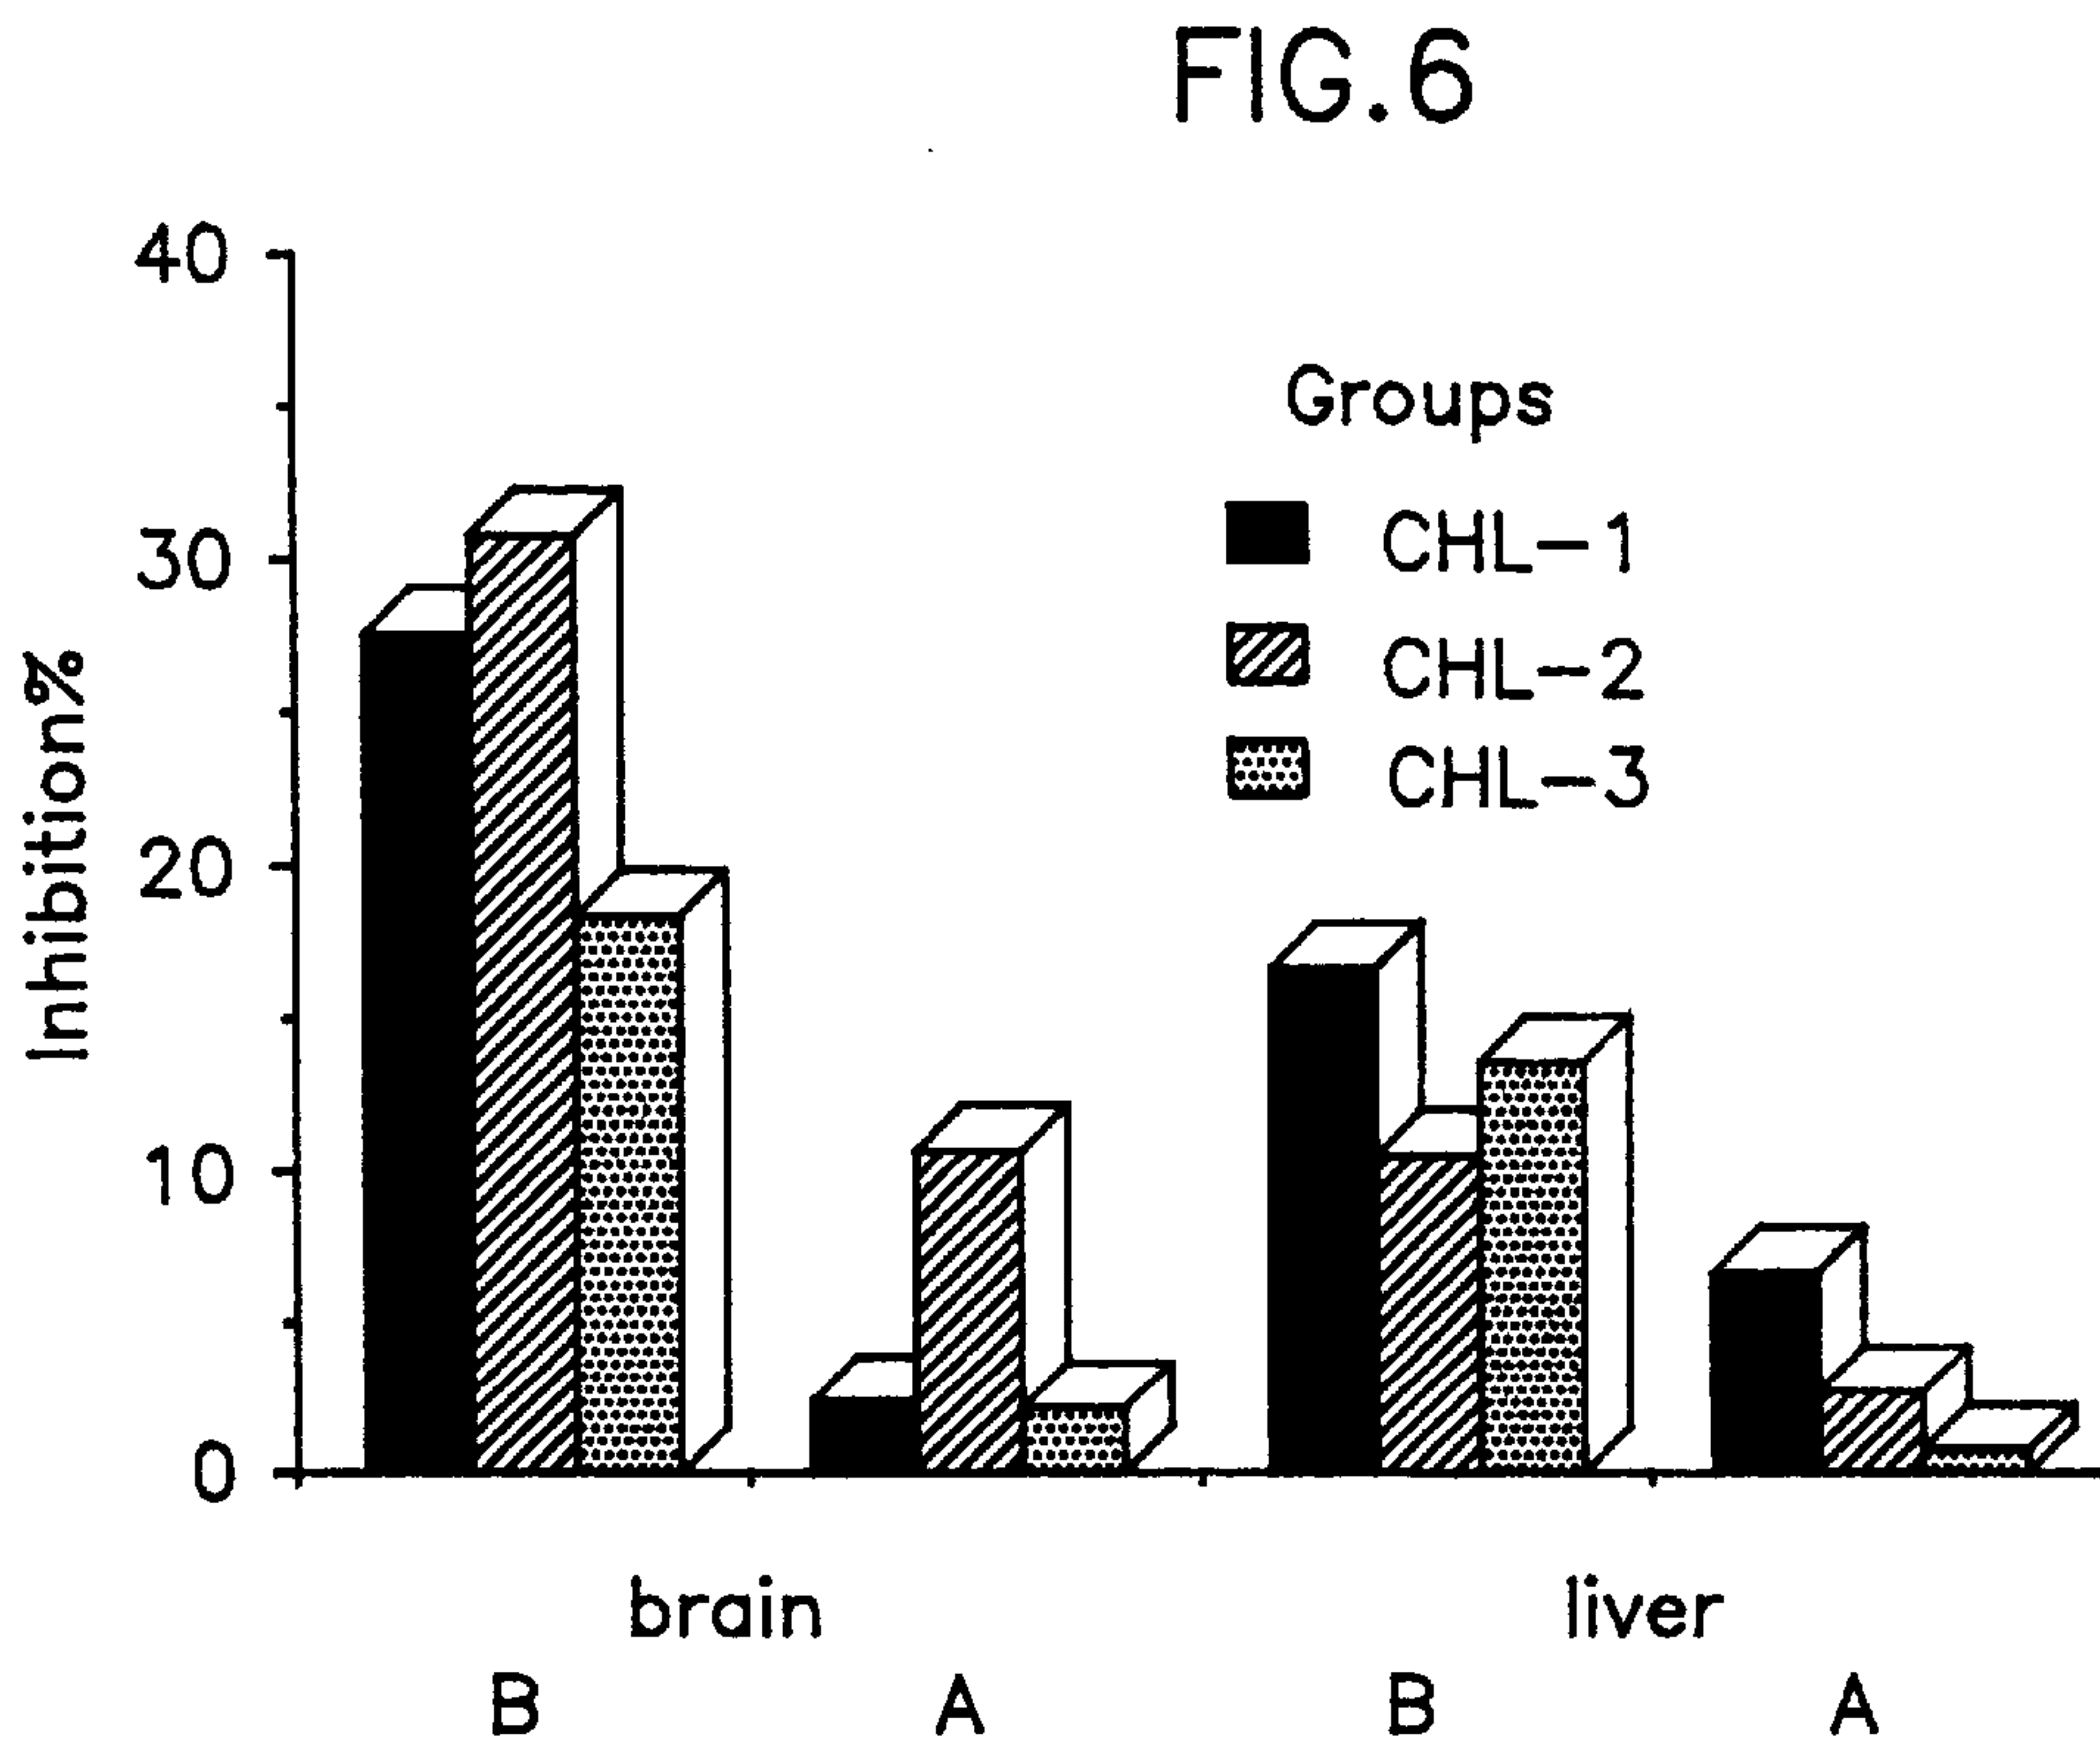 FIG.6
40
30
20
10
0
Inhibition%
Groups
CHL-1
CHL-2
CHL-3
brain liver
B A B A